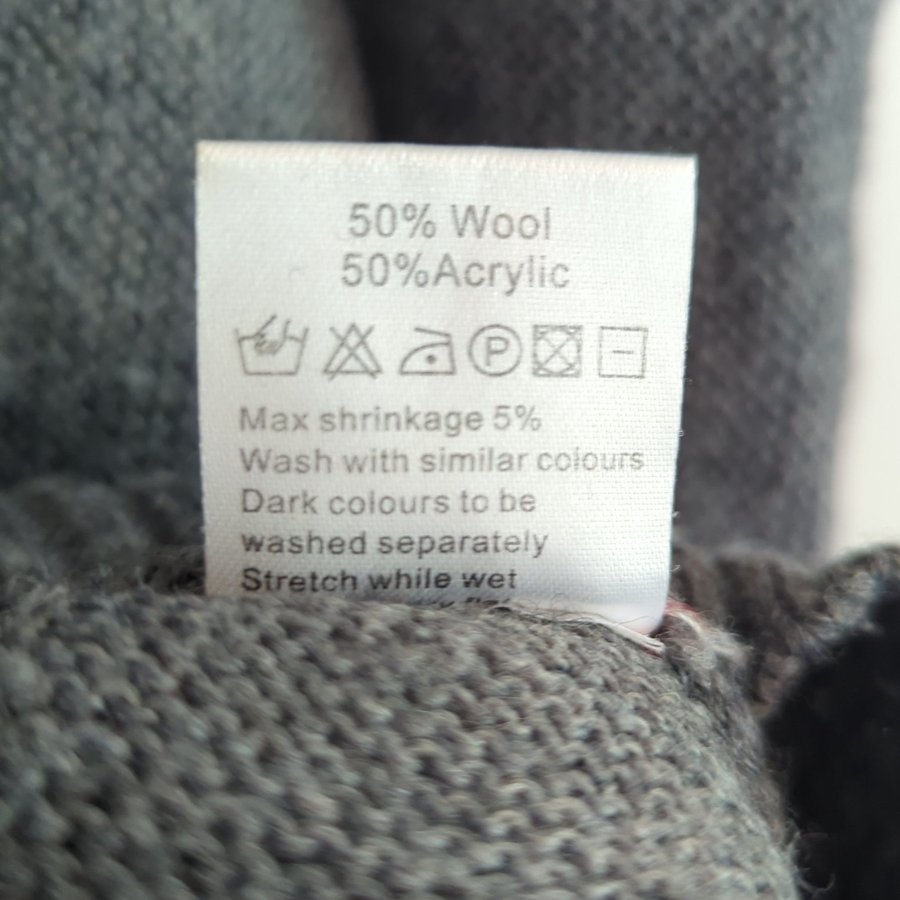 50% Wool
50%Acrylic
P
Max shrinkage 5%
Wash with similar colours
Dark colours to be
washed separately
Stretch while wet